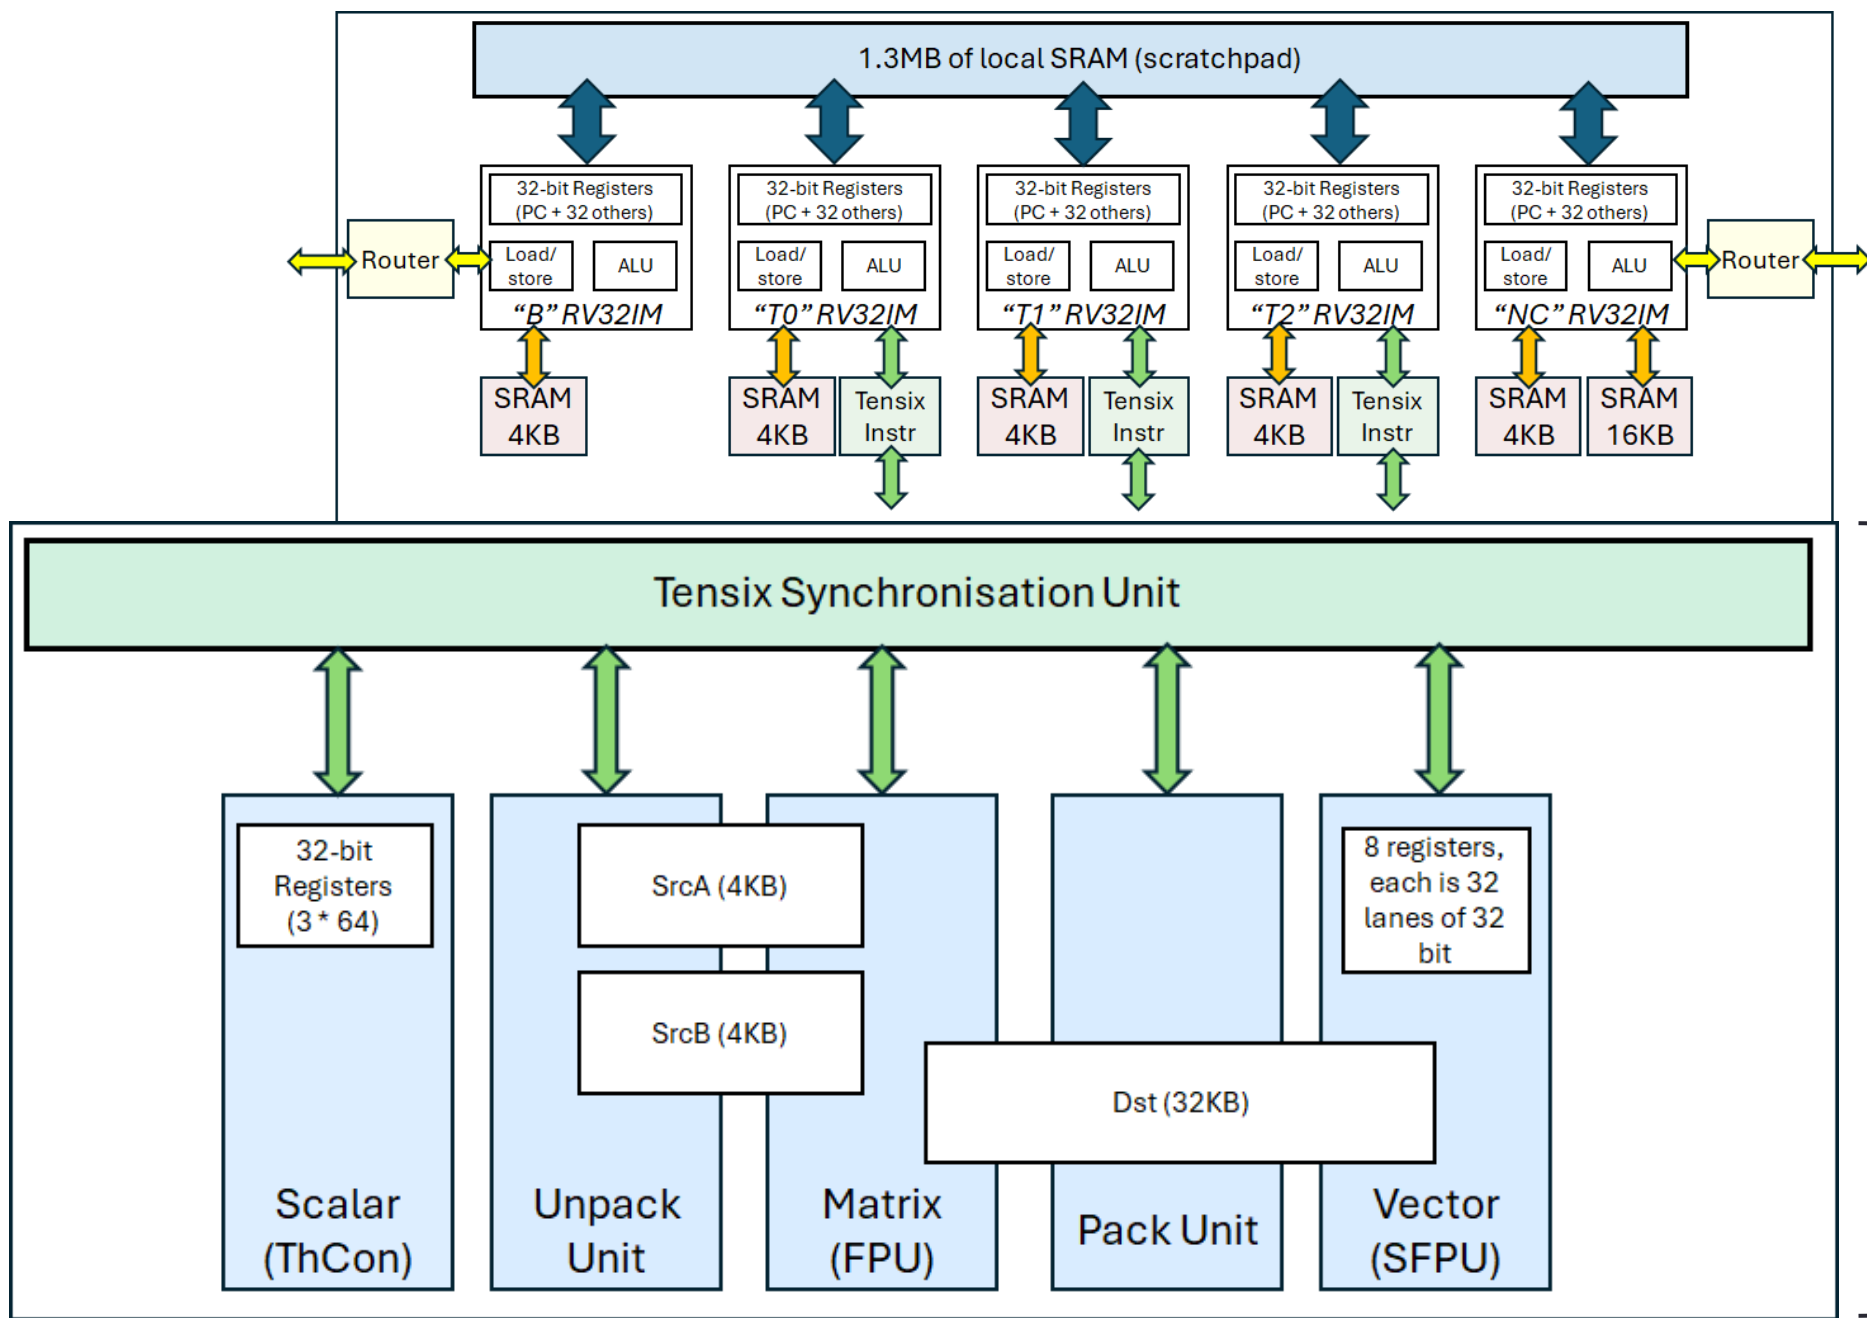 1.3MB of local SRAM (scratchpad)
32-bit Registers
(PC + 32 others)
Load/
store
ALU
“B” RV32IM
32-bit Registers
(PC + 32 others)
Load/
store
ALU
“T0” RV32IM
32-bit Registers
(PC + 32 others)
Load/
store
ALU
“T1” RV32IM
32-bit Registers
(PC + 32 others)
Load/
store
ALU
“T2” RV32IM
32-bit Registers
(PC + 32 others)
Load/
store
ALU
“NC” RV32IM
Router
Router
SRAM
4KB
SRAM
4KB
Tensix
Instr
SRAM
4KB
Tensix
Instr
SRAM
4KB
Tensix
Instr
SRAM
4KB
SRAM
16KB
Tensix Synchronisation Unit
32-bit
Registers
(3 * 64)
Scalar
(ThCon)
SrcA (4KB)
SrcB (4KB)
Unpack
Unit
Matrix
(FPU)
Dst (32KB)
Pack Unit
8 registers,
each is 32
lanes of 32
bit
Vector
(SFPU)